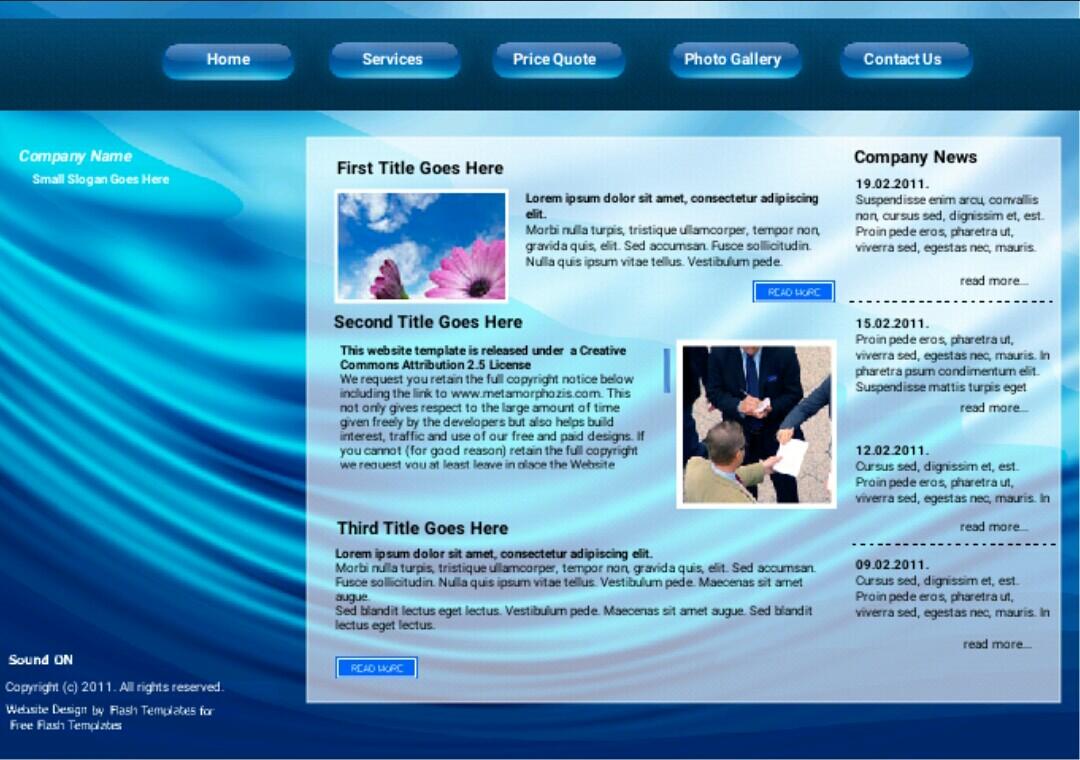 Home
Services
Price Quote
Photo Gallery
Contact Us
Company Name
Small Slogan Goes Here
First Title Goes Here
Lorem ipsum dolor sit amet, consectetur adipiscing
elit.
Morbi nulla turpis, tristique ullamcorper, tempor non,
gravida quis, elit. Sed accumsan. Fusce sollicitudin.
Nulla quis ipsum vitae tellus. Vestibulum pede.
READ MORE
Second Title Goes Here
This website template is released under a Creative
Commons Attribution 2.5 License
We request you retain the full copyright notice below
including the link to www.metamorphozis.com. This
not only gives respect to the large amount of time
given freely by the developers but also helps build
interest, traffic and use of our free and paid designs. If
you cannot (for good reason) retain the full copyright
we request you at least leave in place the Website
Third Title Goes Here
Lorem ipsum dolor sit amet, consectetur adipiscing elit.
Morbi nulla turpis, tristique ullamcorper, tempor non, gravida quis, elit. Sed accumsan.
Fusce sollicitudin. Nulla quis ipsum vitae tellus. Vestibulum pede. Maecenas sit amet
augue.
Sed blandit lectus eget lectus. Vestibulum pede. Maecenas sit amet augue. Sed blandit
lectus eget lectus.
READ MORE
Company News
19.02.2011.
Suspendisse enim arcu, convallis
non, cursus sed, dignissim et, est.
Proin pede eros, pharetra ut,
viverra sed, egestas nec, mauris.
read more...
15.02.2011.
Proin pede eros, pharetra ut,
viverra sed, egestas nec, mauris. In
pharetra psum condimentum elit.
Suspendisse mattis turpis eget
read more...
12.02.2011.
Cursus sed, dignissim et, est.
Proin pede eros, pharetra ut,
viverra sed, egestas nec, mauris. In
read more...
09.02.2011.
Cursus sed, dignissim et, est.
Proin pede eros, pharetra ut,
viverra sed, egestas nec, mauris. In
read more...
Sound ON
Copyright (c) 2011. All rights reserved.
Website Design by Flash Templates for
Free Flash Templates